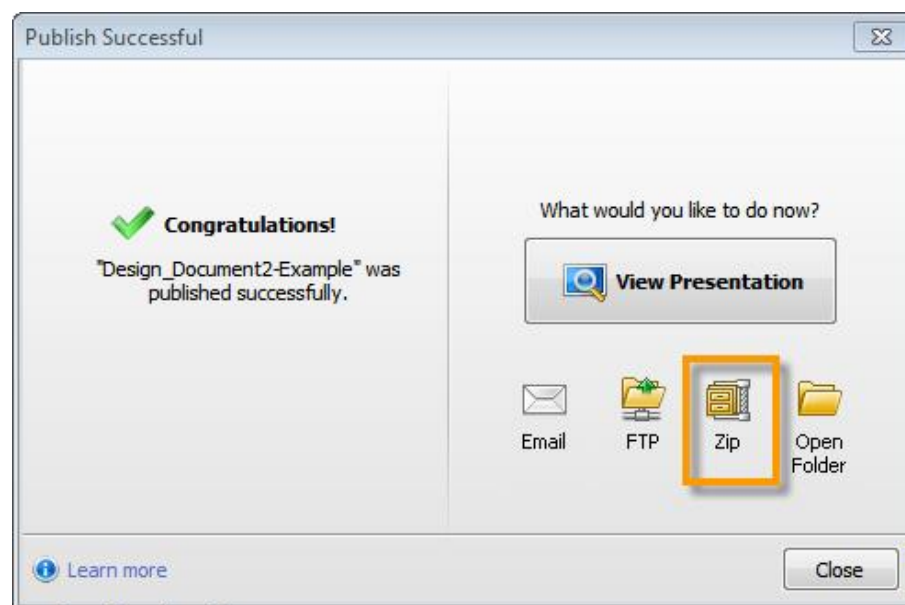 Publish Successful
Congratulations!
"Design_Document2-Example" was
published successfully.
What would you like to do now?
View Presentation
Email
FTP
Zip
Open
Folder
Learn more
Close